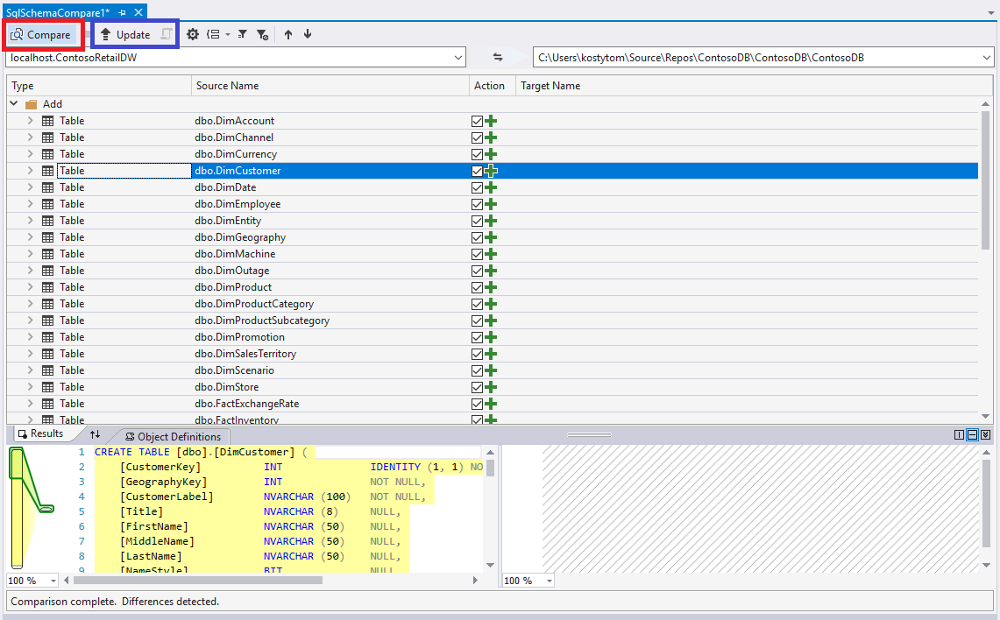 SqlSchemaCompare1*
Compare Update
localhost.ContosoRetailDW C:\Users\kostytom\Source\Repos\ContosoDB\ContosoDB\ContosoDB
Type Source Name Action Target Name
Add
Table dbo.DimAccount
Table dbo.DimChannel
Table dbo.DimCurrency
Table dbo.DimCustomer
Table dbo.DimDate
Table dbo.DimEmployee
Table dbo.DimEntity
Table dbo.DimGeography
Table dbo.DimMachine
Table dbo.DimOutage
Table dbo.DimProduct
Table dbo.DimProductCategory
Table dbo.DimProductSubcategory
Table dbo.DimPromotion
Table dbo.DimSalesTerritory
Table dbo.DimScenario
Table dbo.DimStore
Table dbo.FactExchangeRate
Table dbo.FactInventory
Results Object Definitions
1 CREATE TABLE [dbo].[DimCustomer] (
2 [CustomerKey] INT IDENTITY (1, 1) NO
3 [GeographyKey] INT NOT NULL,
4 [CustomerLabel] NVARCHAR (100) NOT NULL,
5 [Title] NVARCHAR (8) NULL,
6 [FirstName] NVARCHAR (50) NULL,
7 [MiddleName] NVARCHAR (50) NULL,
8 [LastName] NVARCHAR (50) NULL,
9 [NameStyle] BIT NULL
100 % 100 %
Comparison complete. Differences detected.